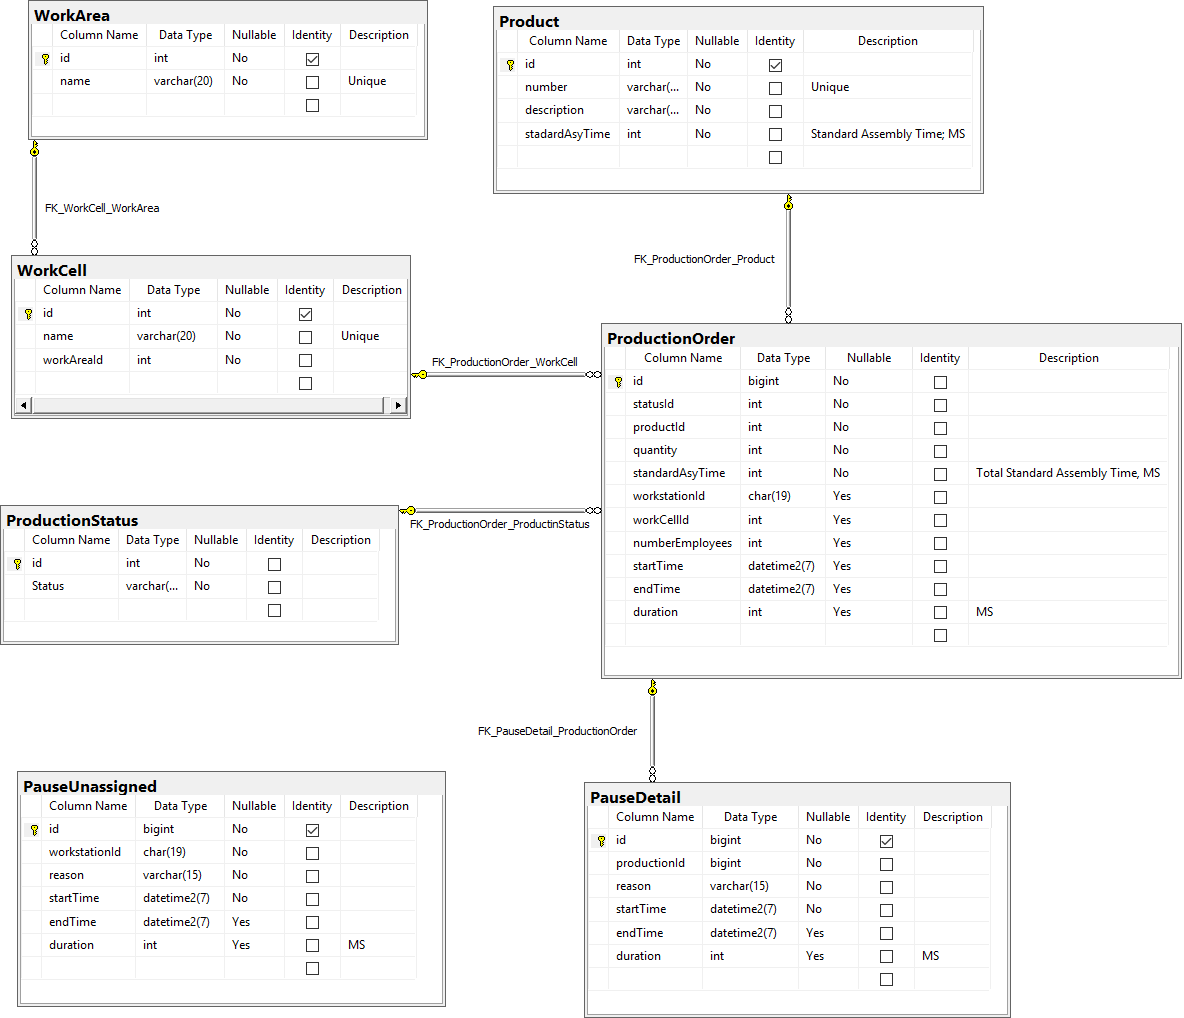 WorkArea
Column Name Data Type Nullable Identity Description
id int No
name varchar(20) No Unique
FK_WorkCell_WorkArea
Product
Column Name Data Type Nullable Identity Description
id int No
number varchar(... No Unique
description varchar(... No
stadardAsyTime int No Standard Assembly Time; MS
FK_ProductionOrder_Product
WorkCell
Column Name Data Type Nullable Identity Description
id int No
name varchar(20) No Unique
workAreaId int No
FK_ProductionOrder_WorkCell
ProductionOrder
Column Name Data Type Nullable Identity Description
id bigint No
statusId int No
productId int No
quantity int No
standardAsyTime int No Total Standard Assembly Time, MS
workstationId char(19) Yes
workCellId int Yes
numberEmployees int Yes
startTime datetime2(7) Yes
endTime datetime2(7) Yes
duration int Yes MS
FK_ProductionOrder_ProductinStatus
ProductionStatus
Column Name Data Type Nullable Identity Description
id int No
Status varchar(... No
FK_PauseDetail_ProductionOrder
PauseUnassigned
Column Name Data Type Nullable Identity Description
id bigint No
workstationId char(19) No
reason varchar(15) No
startTime datetime2(7) No
endTime datetime2(7) Yes
duration int Yes MS
PauseDetail
Column Name Data Type Nullable Identity Description
id bigint No
productionId bigint No
reason varchar(15) No
startTime datetime2(7) No
endTime datetime2(7) Yes
duration int Yes MS